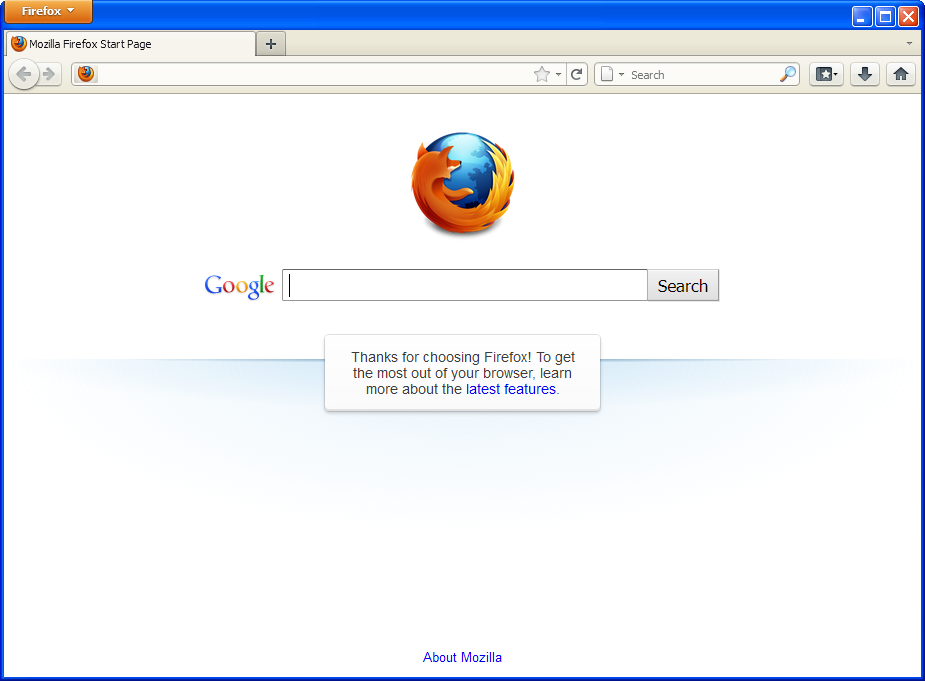 Firefox
Mozilla Firefox Start Page
Search
Google
Search
Thanks for choosing Firefox! To get
the most out of your browser, learn
more about the latest features.
About Mozilla